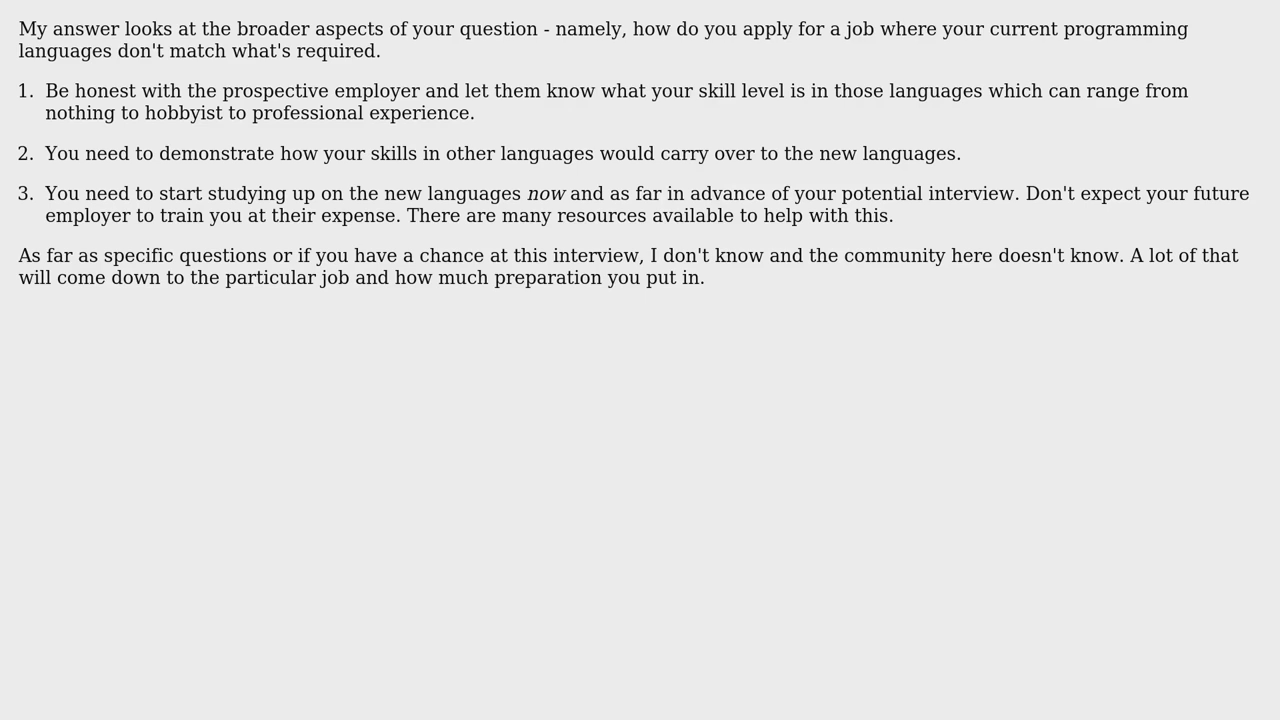 My answer looks at the broader aspects of your question - namely, how do you apply for a job where your current programming
languages don't match what's required.
1. Be honest with the prospective employer and let them know what your skill level is in those languages which can range from
nothing to hobbyist to professional experience.
2. You need to demonstrate how your skills in other languages would carry over to the new languages.
3. You need to start studying up on the new languages now and as far in advance of your potential interview. Don't expect your future
employer to train you at their expense. There are many resources available to help with this.
As far as specific questions or if you have a chance at this interview, I don't know and the community here doesn't know. A lot of that
will come down to the particular job and how much preparation you put in.